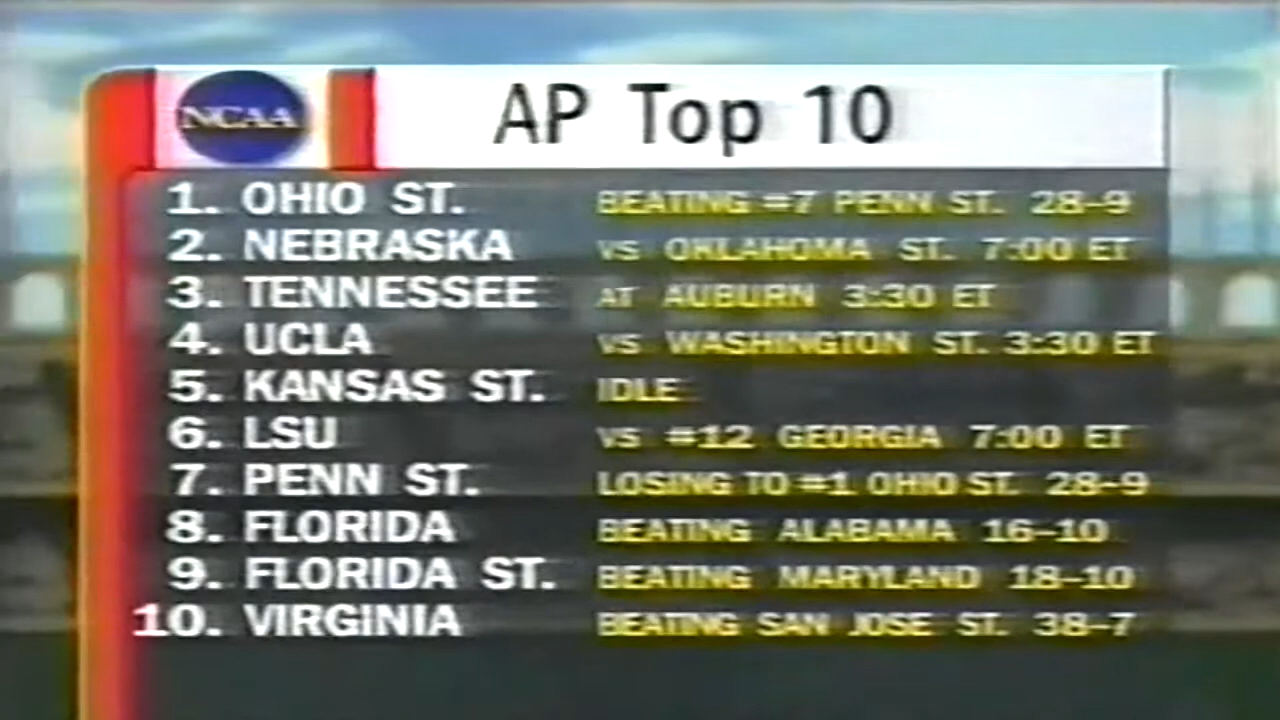 NCAA AP Top 10
1. OHIO ST. BEATING #7 PENN ST. 28-9
2. NEBRASKA VS OKLAHOMA ST. 7:00 ET
3. TENNESSEE AT AUBURN 3:30 ET
4. UCLA VS WASHINGTON ST. 3:30 ET
5. KANSAS ST. IDLE
6. LSU VS #12 GEORGIA 7:00 ET
7. PENN ST. LOSING TO #1 OHIO ST. 28-9
8. FLORIDA BEATING ALABAMA 16-10
9. FLORIDA ST. BEATING MARYLAND 18-10
10. VIRGINIA BEATING SAN JOSE ST. 38-7